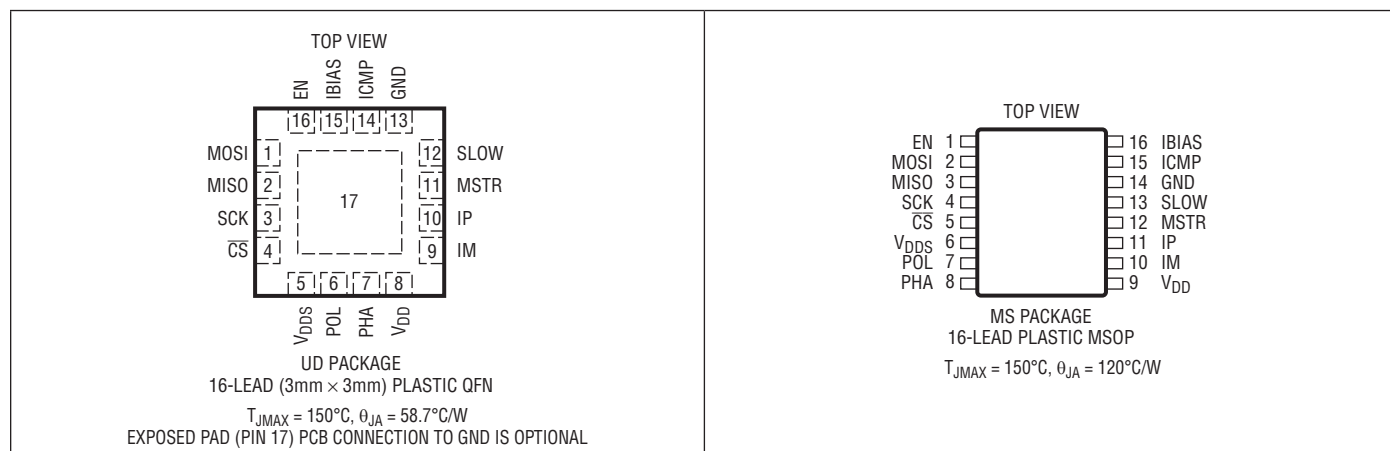 TOP VIEW
EN IBIAS ICMP GND
16 15 14 13
MOSI 1 12 SLOW
MISO 2 11 MSTR
17
SCK 3 10 IP
C̅S̅ 4 9 IM
5 6 7 8
VDDS POL PHA VDD
UD PACKAGE
16-LEAD (3mm × 3mm) PLASTIC QFN
TJMAX = 150°C, θJA = 58.7°C/W
EXPOSED PAD (PIN 17) PCB CONNECTION TO GND IS OPTIONAL
TOP VIEW
EN 1 16 IBIAS
MOSI 2 15 ICMP
MISO 3 14 GND
SCK 4 13 SLOW
C̅S̅ 5 12 MSTR
VDDS 6 11 IP
POL 7 10 IM
PHA 8 9 VDD
MS PACKAGE
16-LEAD PLASTIC MSOP
TJMAX = 150°C, θJA = 120°C/W